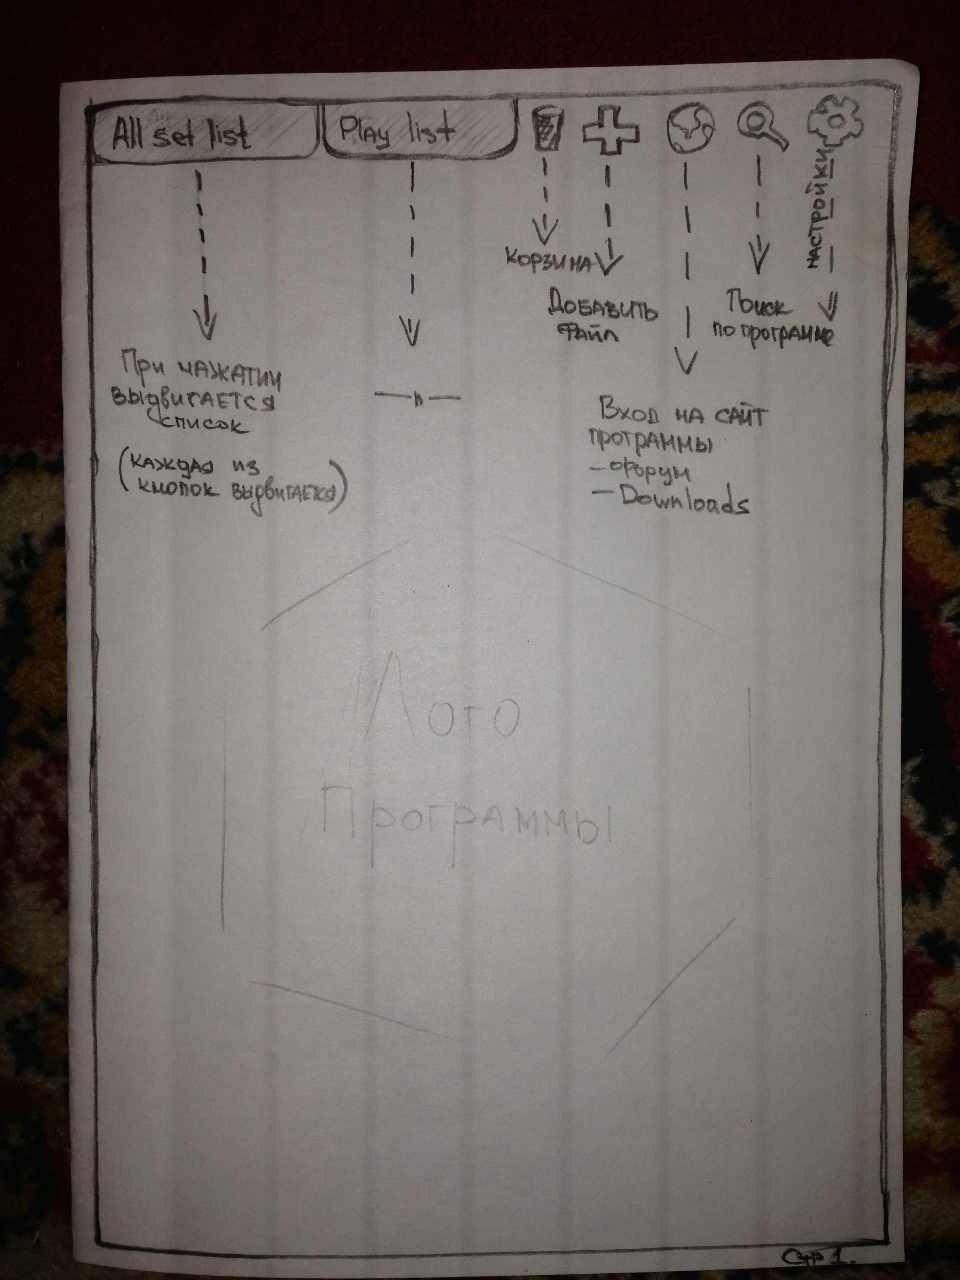 All set list
Play list
При нажатии
выдвигается
список
(каждая из
кнопок выдвигается)
—〃—
корзина
Добавить
файл
Вход на сайт
программы
– форум
– Downloads
Поиск
по программе
настройки
Лого
Программы
Стр 1.